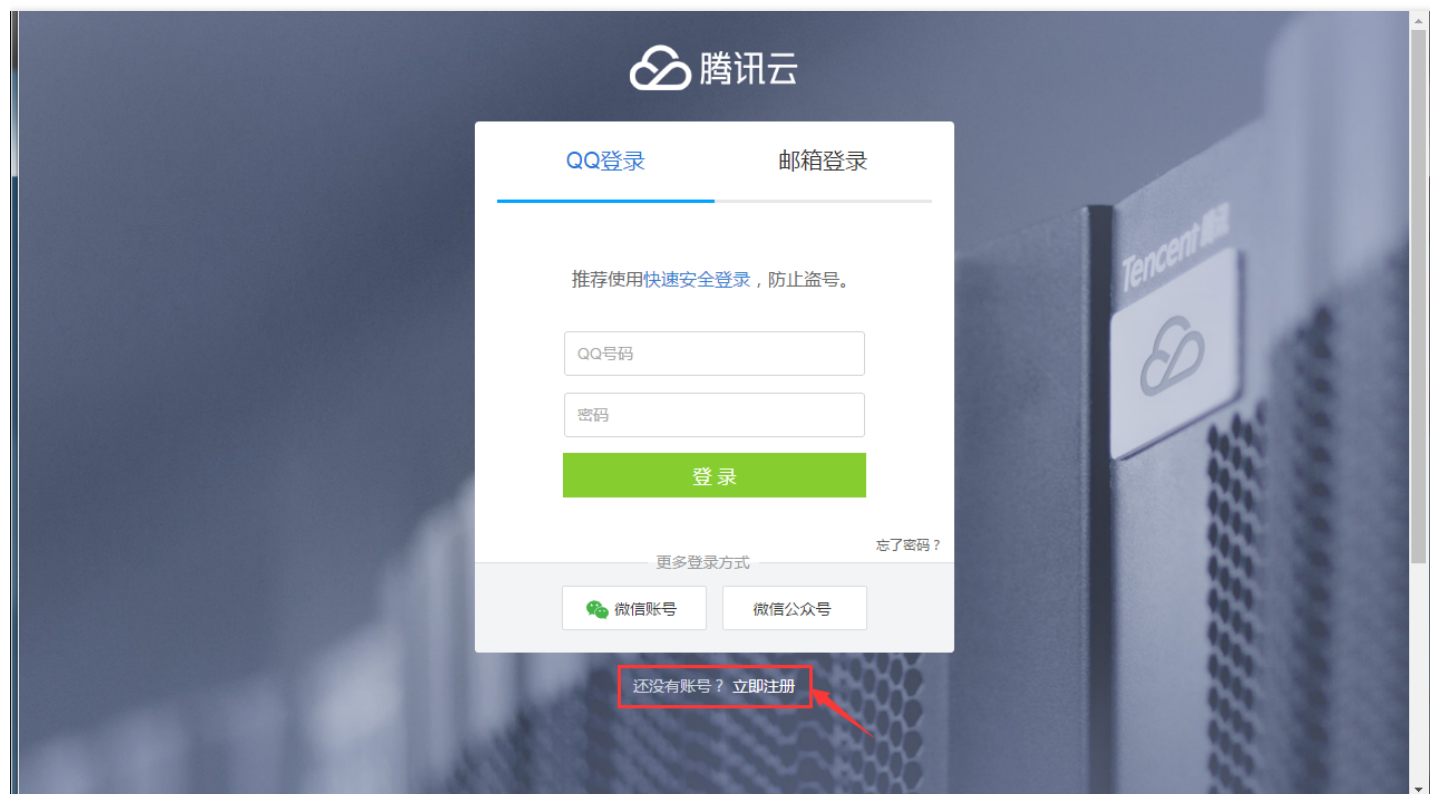 腾讯云
QQ登录
邮箱登录
推荐使用快速安全登录，防止盗号。
QQ号码
密码
登 录
忘了密码？
更多登录方式
微信账号
微信公众号
还没有账号？ 立即注册
Tencent 腾讯